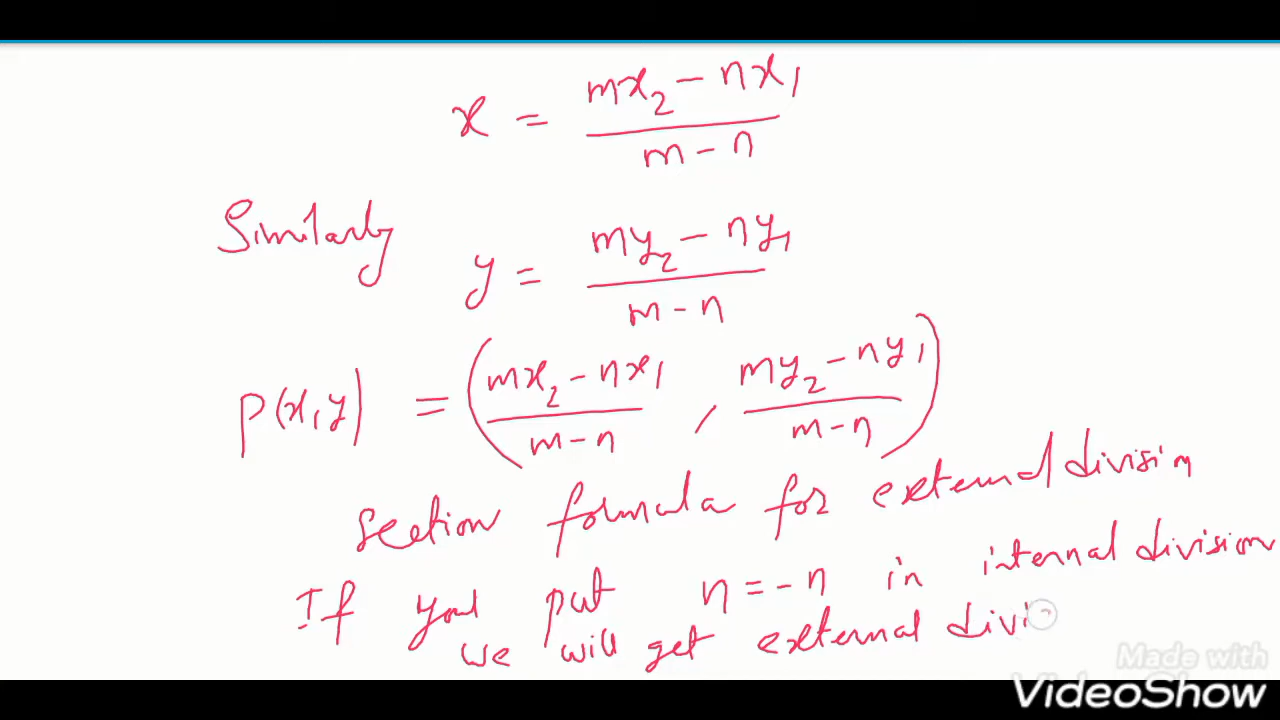 x = mx₂ - nx₁ / m - n
Similarly
y = my₂ - ny₁ / m - n
P(x,y) = (mx₂ - nx₁ / m - n , my₂ - ny₁ / m - n)
section formula for external division
If you put n = -n in internal division
we will get external divi
Made with
VideoShow